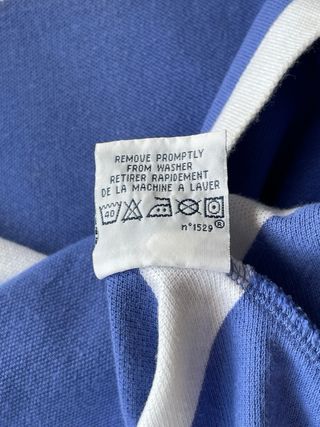 REMOVE PROMPTLY
FROM WASHER
RETIRER RAPIDEMENT
DE LA MACHINE A LAVER
40
n°1529®